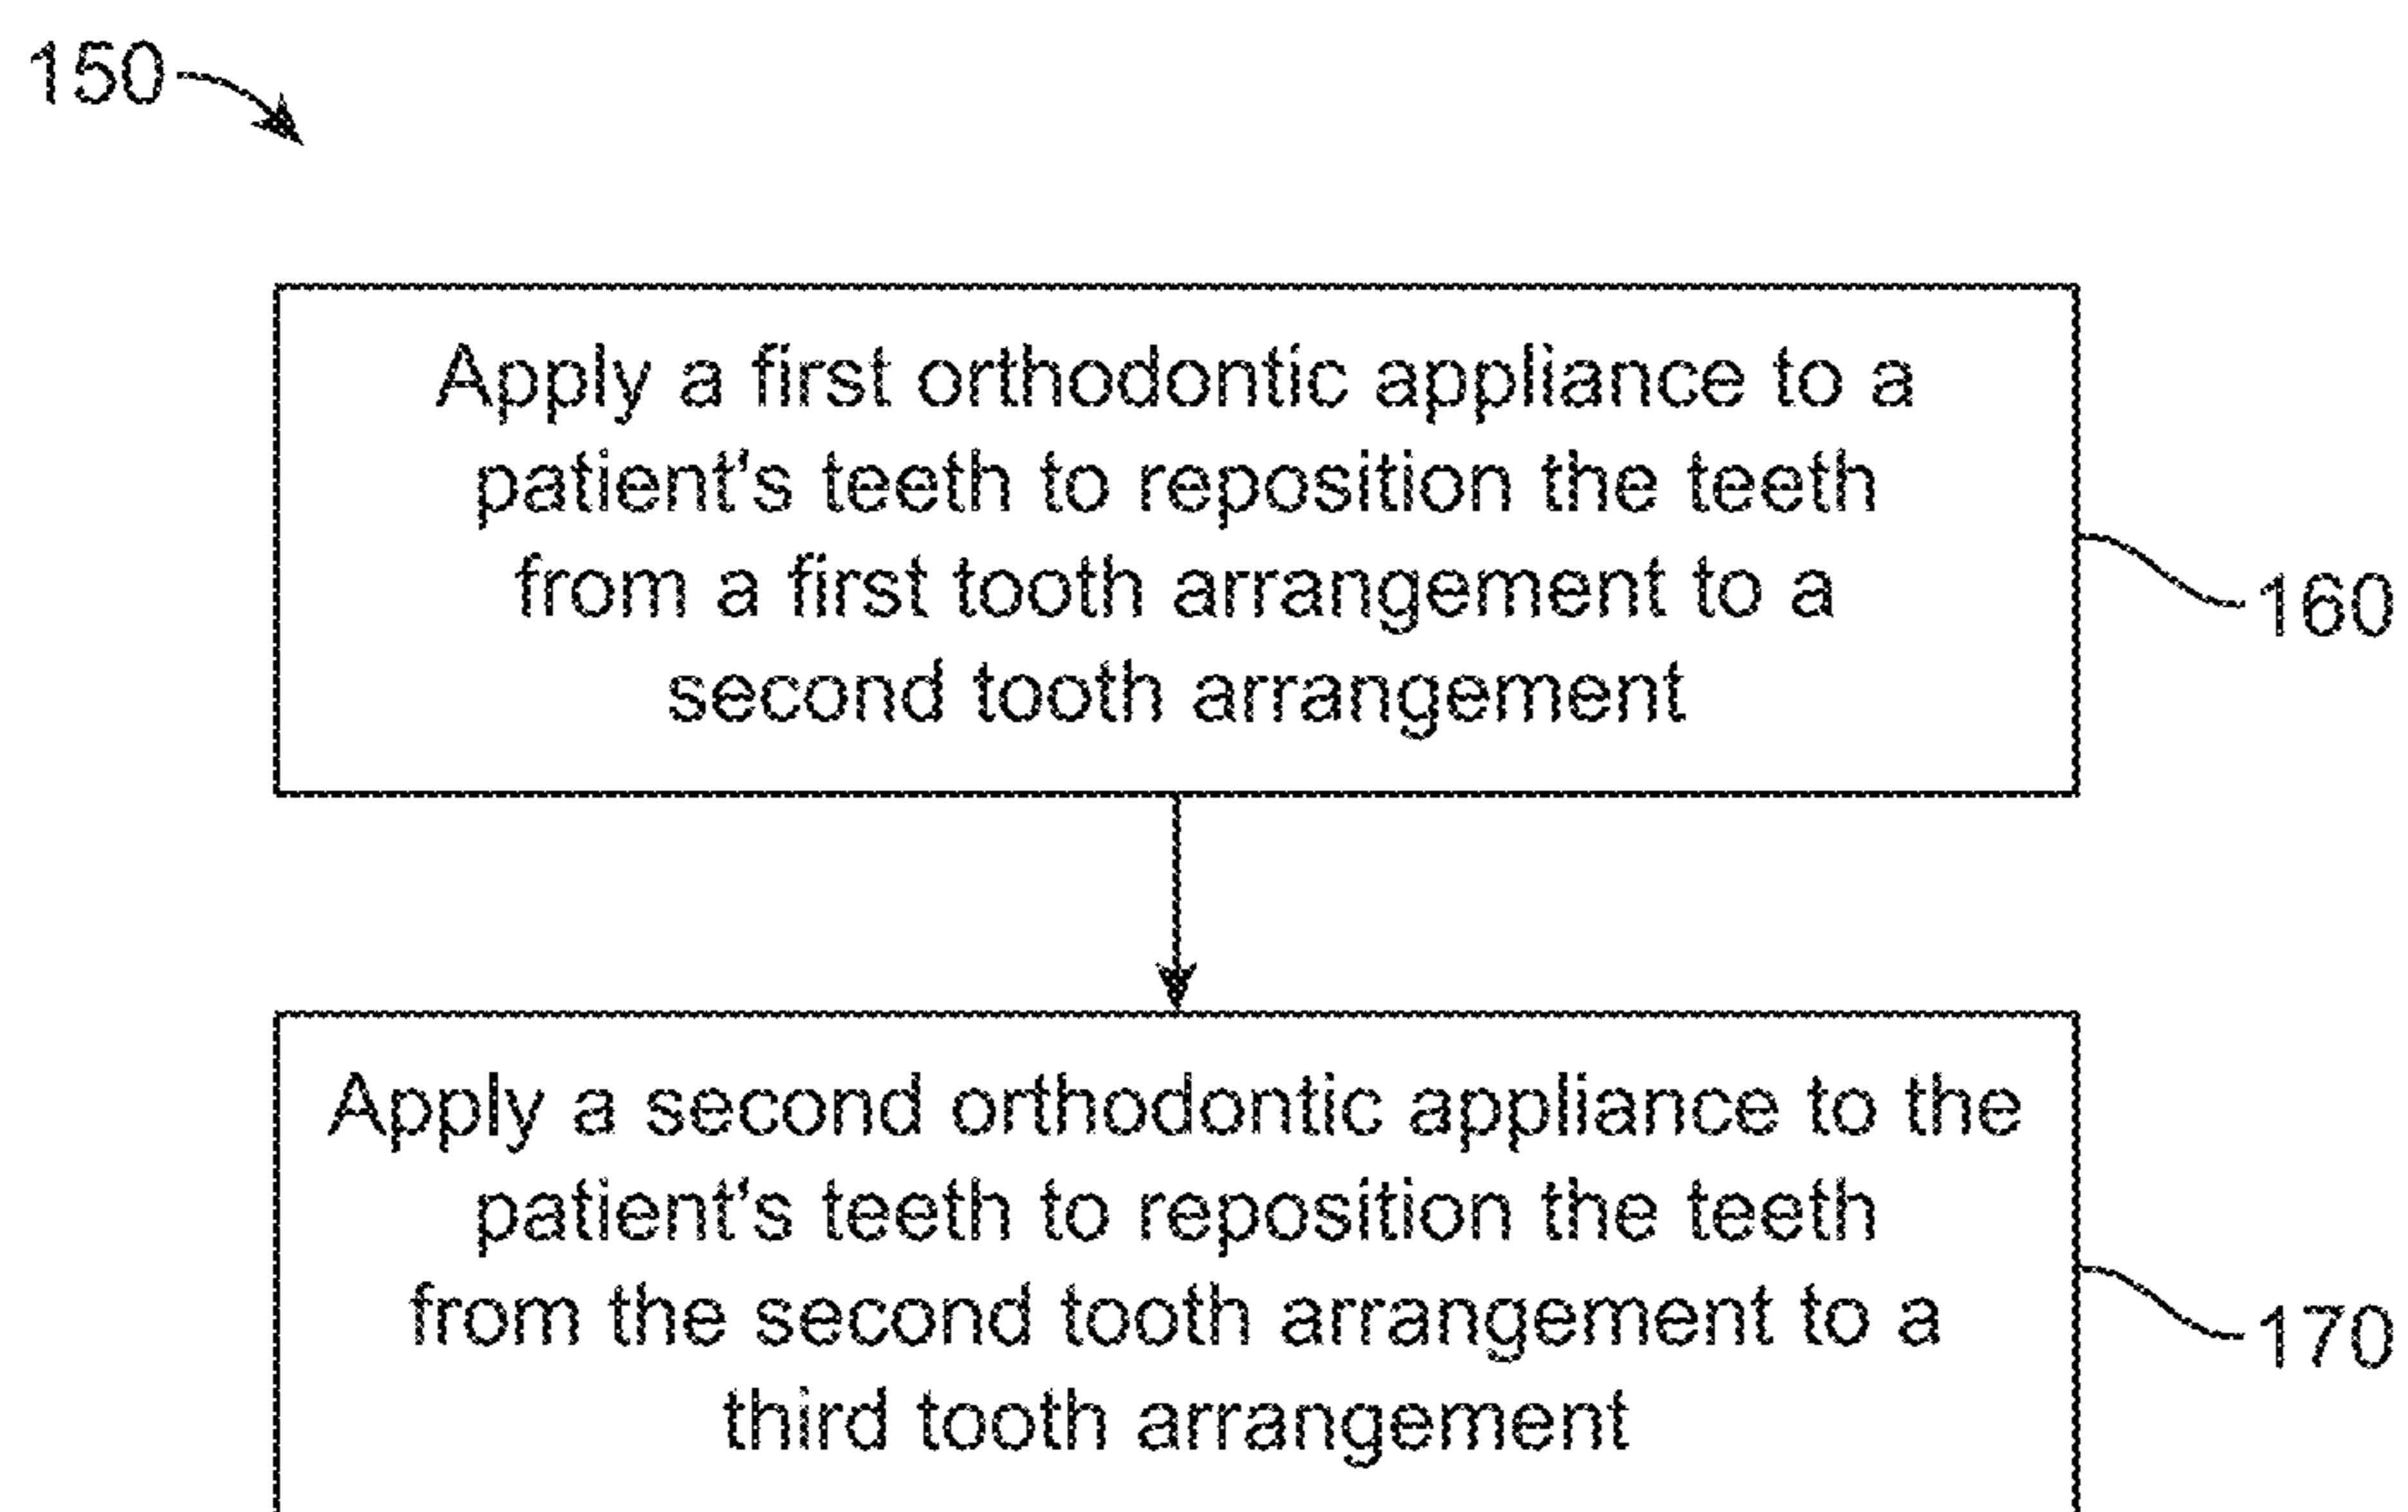 150
Apply a first orthodontic appliance to a
patient's teeth to reposition the teeth
from a first tooth arrangement to a
second tooth arrangement
160
Apply a second orthodontic appliance to the
patient's teeth to reposition the teeth
from the second tooth arrangement to a
third tooth arrangement
170